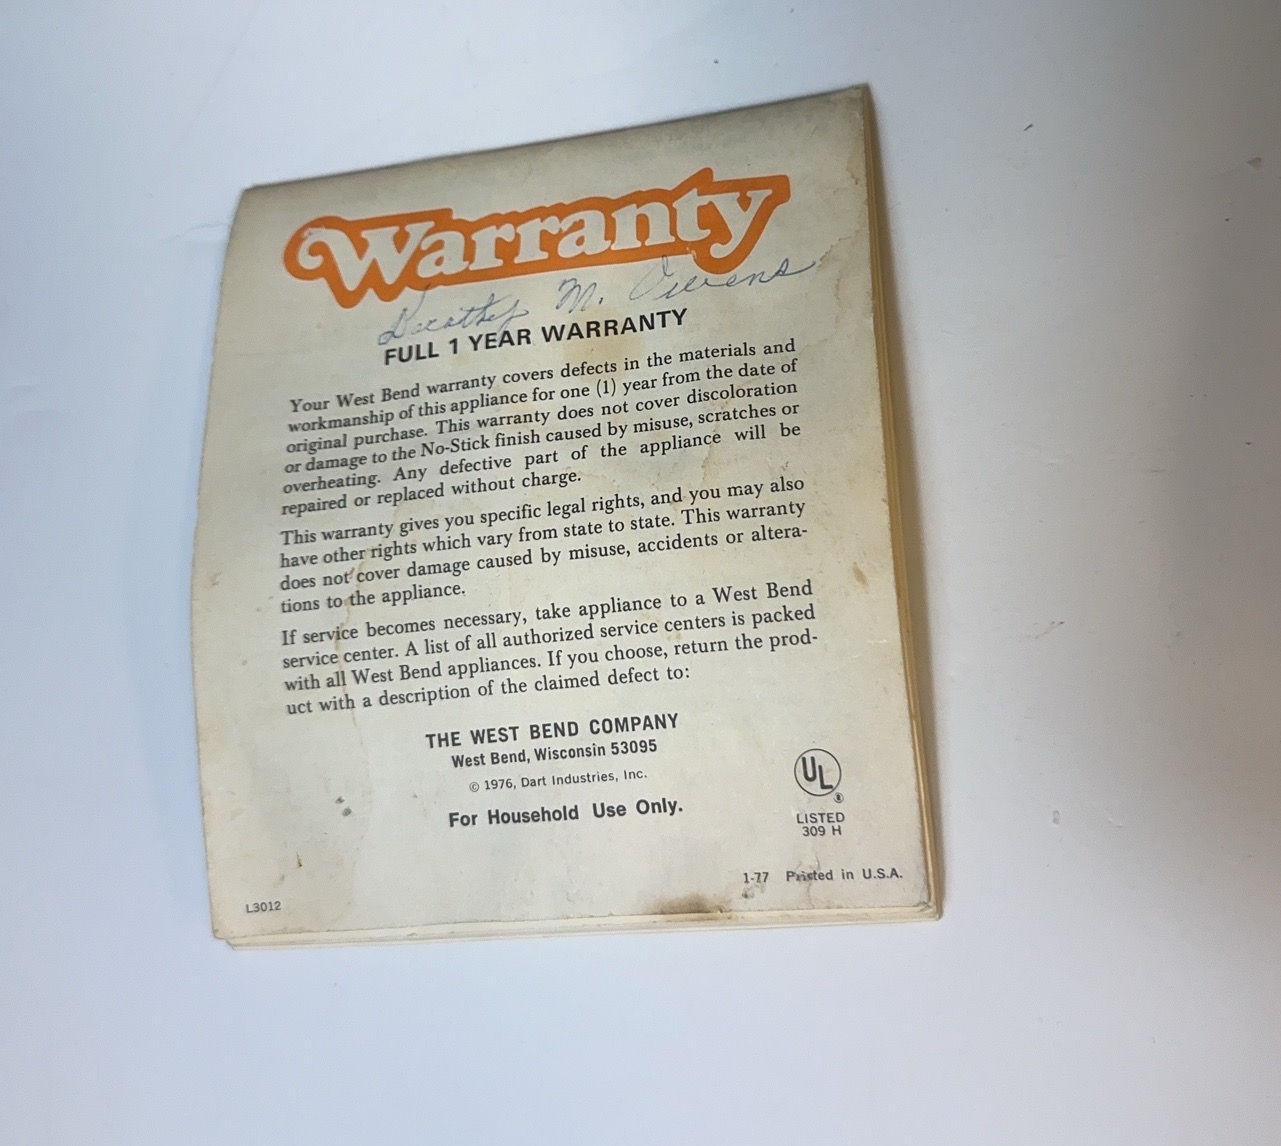 Warranty
Dorothy M. Owens
FULL 1 YEAR WARRANTY
Your West Bend warranty covers defects in the materials and
workmanship of this appliance for one (1) year from the date of
original purchase. This warranty does not cover discoloration
or damage to the No-Stick finish caused by misuse, scratches or
overheating. Any defective part of the appliance will be
repaired or replaced without charge.
This warranty gives you specific legal rights, and you may also
have other rights which vary from state to state. This warranty
does not cover damage caused by misuse, accidents or altera-
tions to the appliance.
If service becomes necessary, take appliance to a West Bend
service center. A list of all authorized service centers is packed
with all West Bend appliances. If you choose, return the prod-
uct with a description of the claimed defect to:
THE WEST BEND COMPANY
West Bend, Wisconsin 53095
© 1976, Dart Industries, Inc.
For Household Use Only.
UL
®
LISTED
309 H
1-77 Printed in U.S.A.
L3012